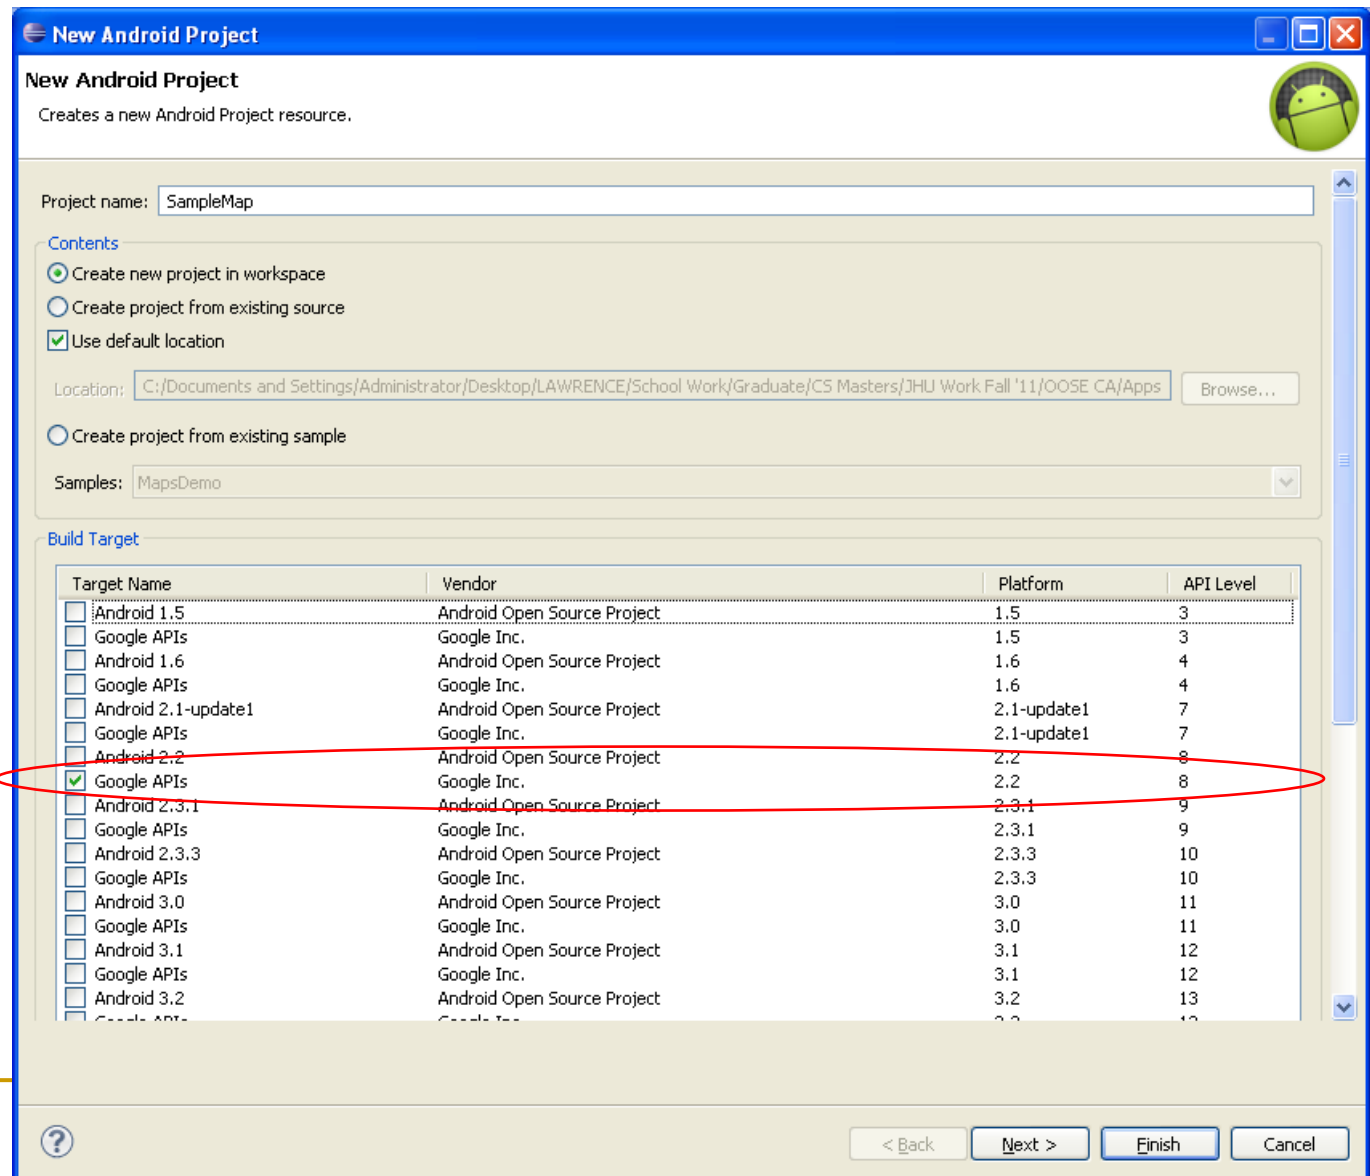 New Android Project
New Android Project
Creates a new Android Project resource.
Project name: SampleMap
Contents
Create new project in workspace
Create project from existing source
Use default location
Location: C:/Documents and Settings/Administrator/Desktop/LAWRENCE/School Work/Graduate/CS Masters/JHU Work Fall '11/OOSE CA/Apps Browse...
Create project from existing sample
Samples: MapsDemo
Build Target
Target Name Vendor Platform API Level
Android 1.5 Android Open Source Project 1.5 3
Google APIs Google Inc. 1.5 3
Android 1.6 Android Open Source Project 1.6 4
Google APIs Google Inc. 1.6 4
Android 2.1-update1 Android Open Source Project 2.1-update1 7
Google APIs Google Inc. 2.1-update1 7
Android 2.2 Android Open Source Project 2.2 8
Google APIs Google Inc. 2.2 8
Android 2.3.1 Android Open Source Project 2.3.1 9
Google APIs Google Inc. 2.3.1 9
Android 2.3.3 Android Open Source Project 2.3.3 10
Google APIs Google Inc. 2.3.3 10
Android 3.0 Android Open Source Project 3.0 11
Google APIs Google Inc. 3.0 11
Android 3.1 Android Open Source Project 3.1 12
Google APIs Google Inc. 3.1 12
Android 3.2 Android Open Source Project 3.2 13
? < Back Next > Finish Cancel